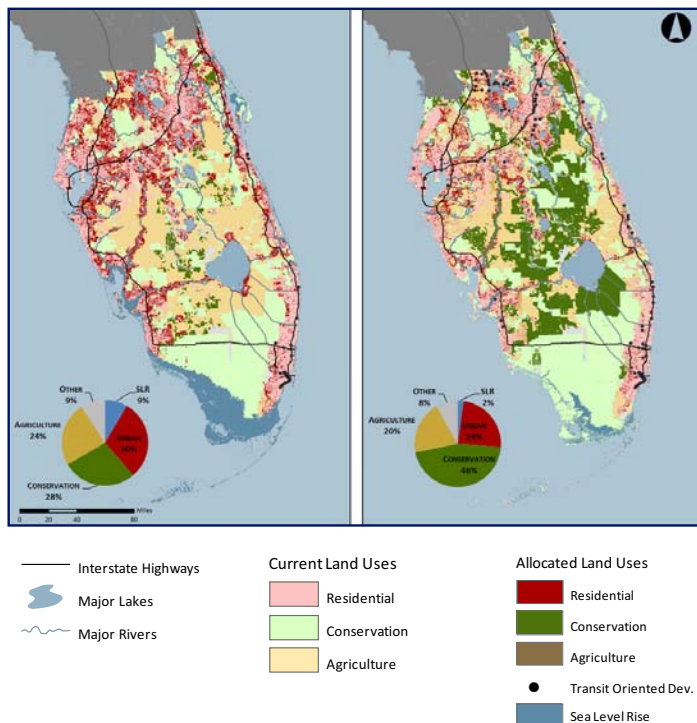 OTHER
9%
SLR
9%
AGRICULTURE
24%
URBAN
30%
CONSERVATION
28%
0 20 40 80
Miles
OTHER
8%
SLR
2%
AGRICULTURE
20%
URBAN
24%
CONSERVATION
46%
Interstate Highways
Major Lakes
Major Rivers
Current Land Uses
Residential
Conservation
Agriculture
Allocated Land Uses
Residential
Conservation
Agriculture
Transit Oriented Dev.
Sea Level Rise